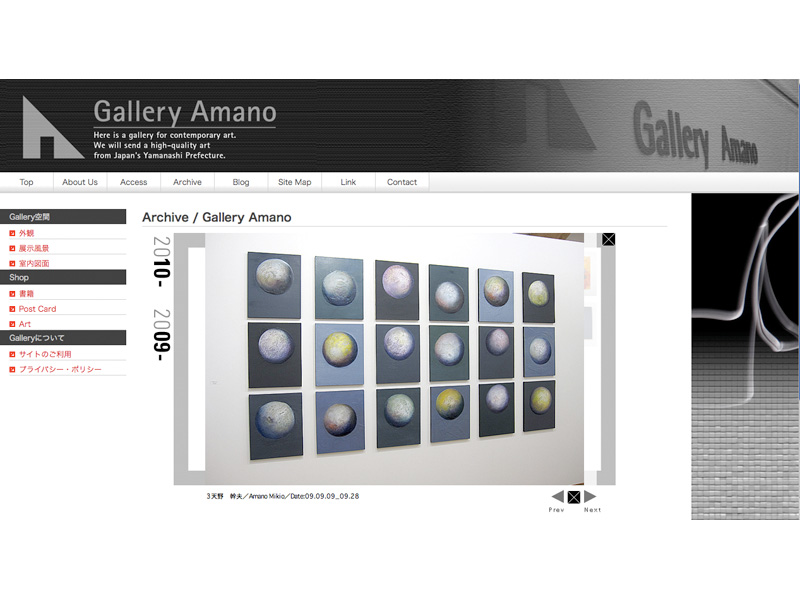 Gallery Amano
Here is a gallery for contemporary art.
We will send a high-quality art
from Japan's Yamanashi Prefecture.
Gallery Amano
Top
About Us
Access
Archive
Blog
Site Map
Link
Contact
Gallery空間
外観
展示風景
室内図面
Shop
書籍
Post Card
Art
Galleryについて
サイトのご利用
プライバシー・ポリシー
Archive / Gallery Amano
2010-
2009-
3天野 幹夫／Amano Mikio／Date:09.09.09_09.28
Prev
Next